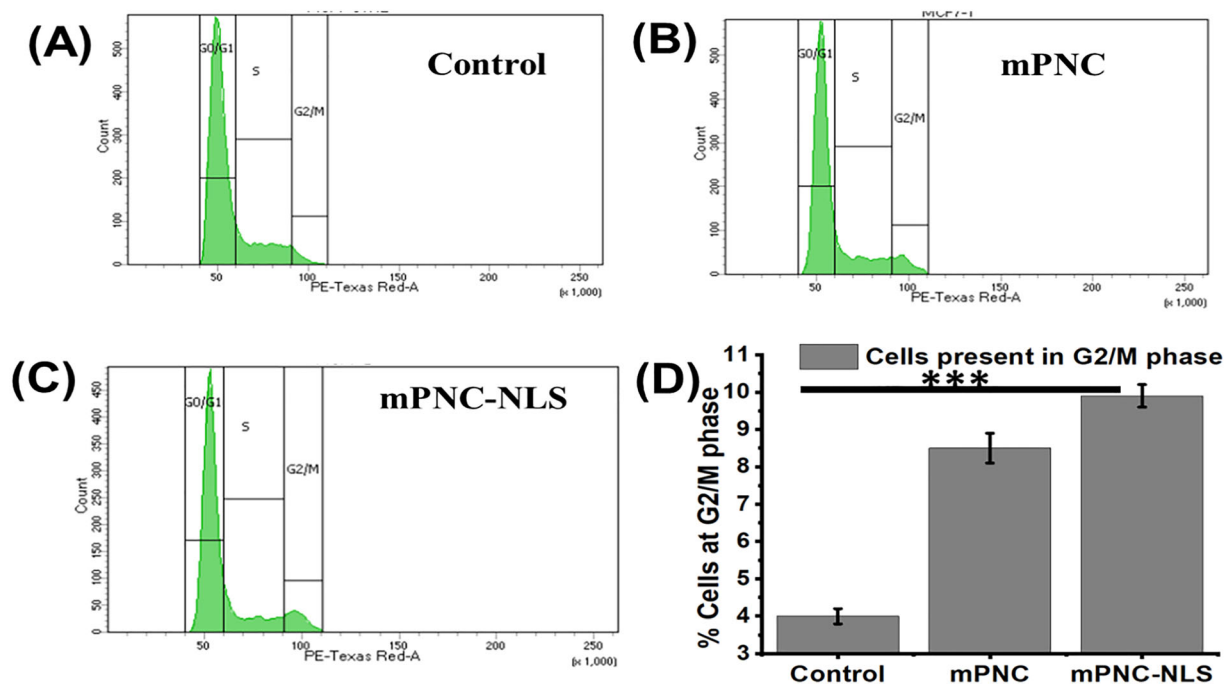 (A)
Control
G0/G1
S
G2/M
Count
0 100 200 300 400 500
50 100 150 200 250
PE-Texas Red-A
(x 1,000)
(B)
MCF7-1
mPNC
G0/G1
S
G2/M
Count
0 100 200 300 400 500
50 100 150 200 250
PE-Texas Red-A
(x 1,000)
(C)
mPNC-NLS
G0/G1
S
G2/M
Count
0 50 100 150 200 250 300 350 400 450
50 100 150 200 250
PE-Texas Red-A
(x 1,000)
(D)
Cells present in G2/M phase
***
% Cells at G2/M phase
11
10
9
8
7
6
5
4
3
Control mPNC mPNC-NLS